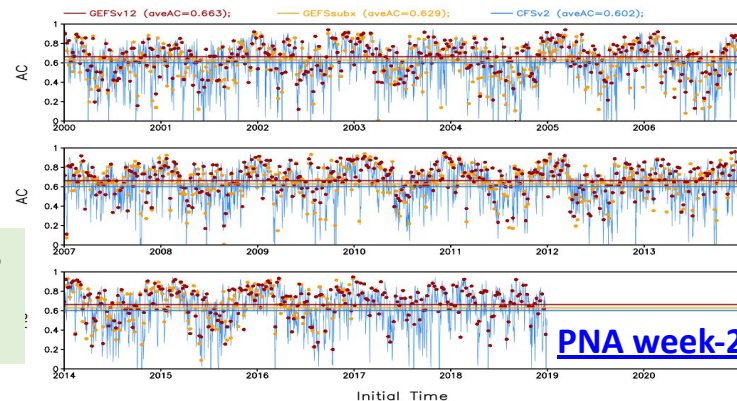 GEFSv12 (aveAC=0.663); GEFSsubx (aveAC=0.629); CFSv2 (aveAC=0.602);
1
0.8
0.6
0.4
0.2
0
AC
2000 2001 2002 2003 2004 2005 2006
1
0.8
0.6
0.4
0.2
0
AC
2007 2008 2009 2010 2011 2012 2013
1
0.8
0.6
0.4
0.2
0
2014 2015 2016 2017 2018 2019 2020
PNA week-2
Initial Time